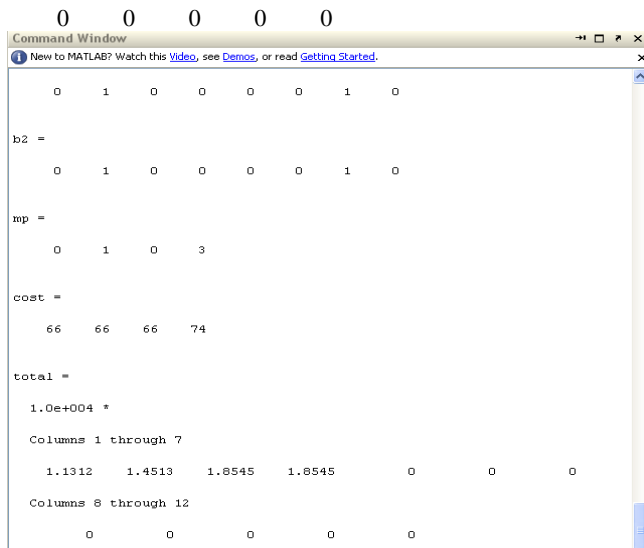 0 0 0 0 0
Command Window
New to MATLAB? Watch this Video, see Demos, or read Getting Started.
0 1 0 0 0 0 1 0
b2 =
0 1 0 0 0 0 1 0
mp =
0 1 0 3
cost =
66 66 66 74
total =
1.0e+004 *
Columns 1 through 7
1.1312 1.4513 1.8545 1.8545 0 0 0
Columns 8 through 12
0 0 0 0 0